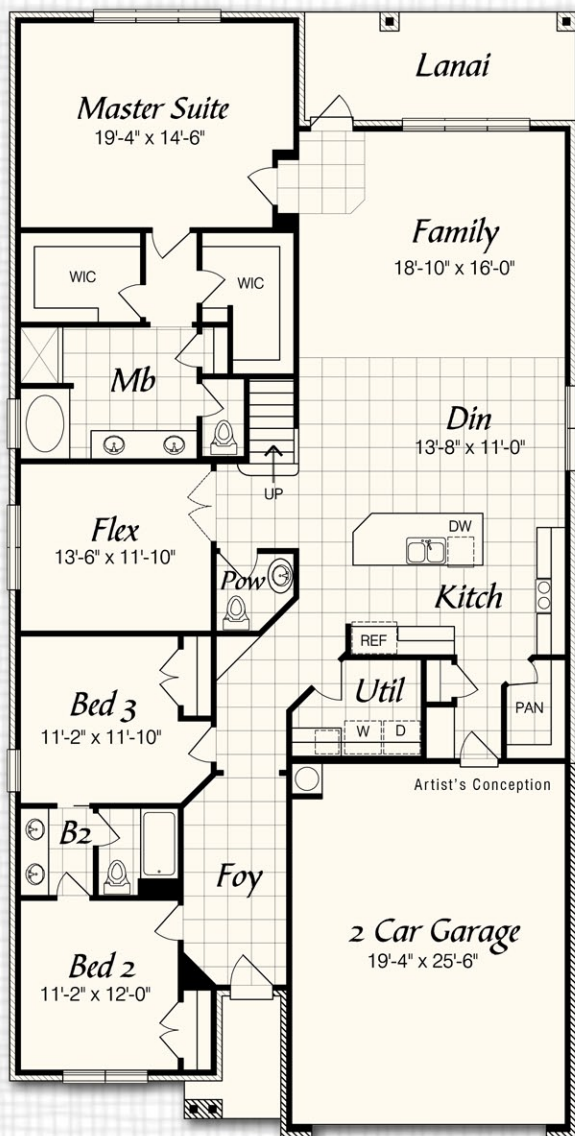 Lanai
Master Suite
19'-4" x 14'-6"
Family
18'-10" x 16'-0"
WIC
WIC
Mb
Din
13'-8" x 11'-0"
UP
Flex
13'-6" x 11'-10"
DW
Pow
Kitch
REF
Util
W
D
PAN
Bed 3
11'-2" x 11'-10"
Artist's Conception
B2
Foy
2 Car Garage
19'-4" x 25'-6"
Bed 2
11'-2" x 12'-0"